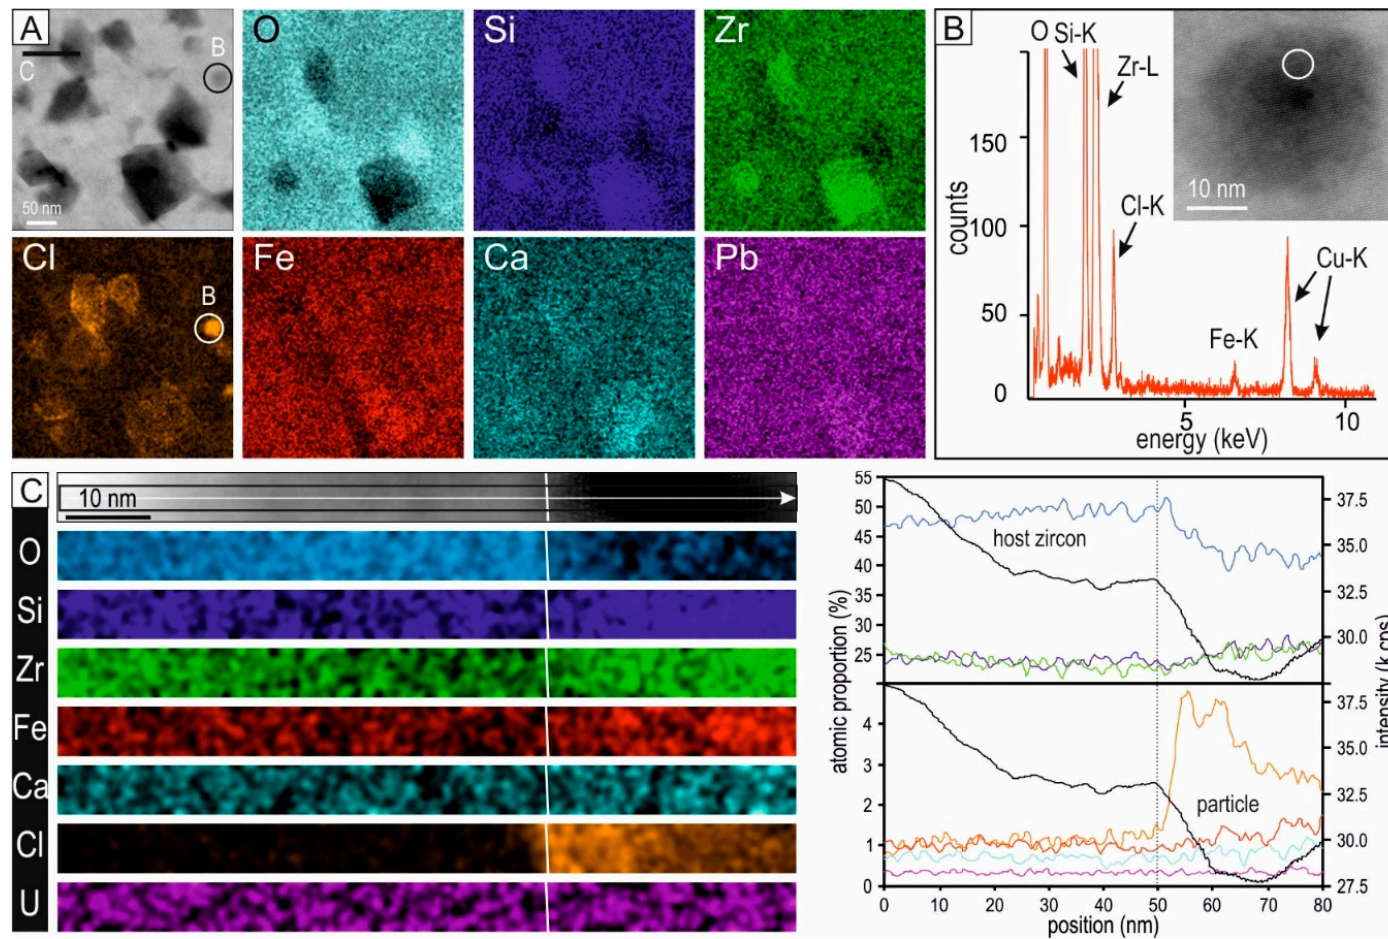 A
B
C
50 nm
O
Si
Zr
Cl
B
Fe
Ca
Pb
B
O Si-K
Zr-L
Cl-K
Fe-K
Cu-K
10 nm
counts
150
100
50
0
5
10
energy (keV)
C
10 nm
O
Si
Zr
Fe
Ca
Cl
U
atomic proportion (%)
55
50
45
40
35
30
25
host zircon
37.5
35.0
32.5
30.0
intensity (k cps)
4
3
2
1
0
particle
37.5
35.0
32.5
30.0
27.5
0 10 20 30 40 50 60 70 80
position (nm)